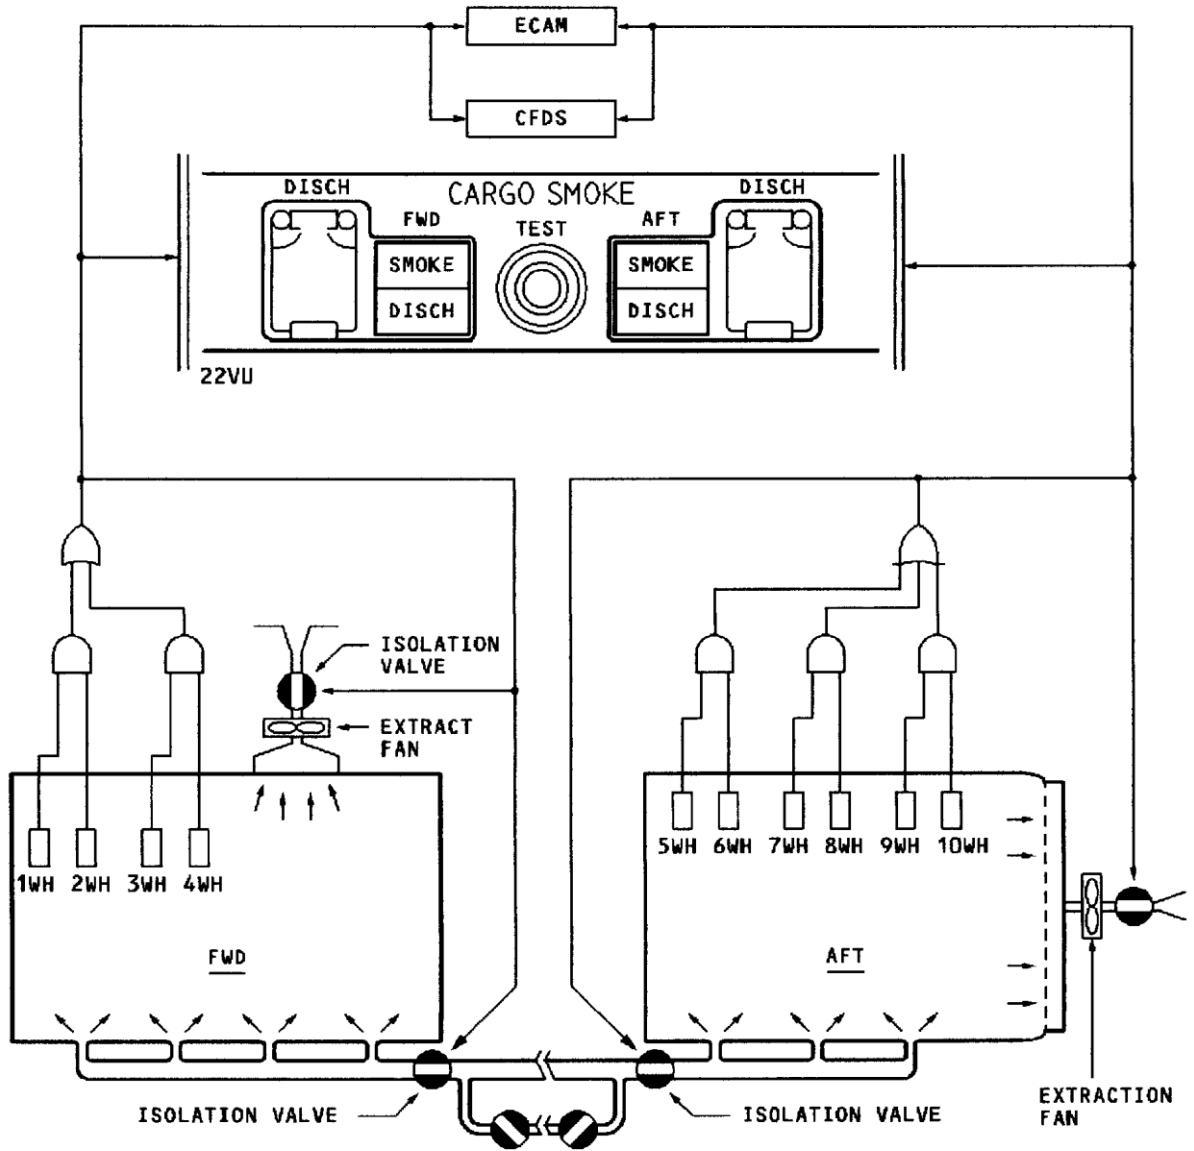 ECAM
CFDS
DISCH
CARGO SMOKE
DISCH
FWD
TEST
AFT
SMOKE
DISCH
SMOKE
DISCH
22VU
ISOLATION
VALVE
EXTRACT
FAN
1WH 2WH 3WH 4WH
5WH 6WH 7WH 8WH 9WH 10WH
FWD
AFT
ISOLATION VALVE
ISOLATION VALVE
EXTRACTION
FAN